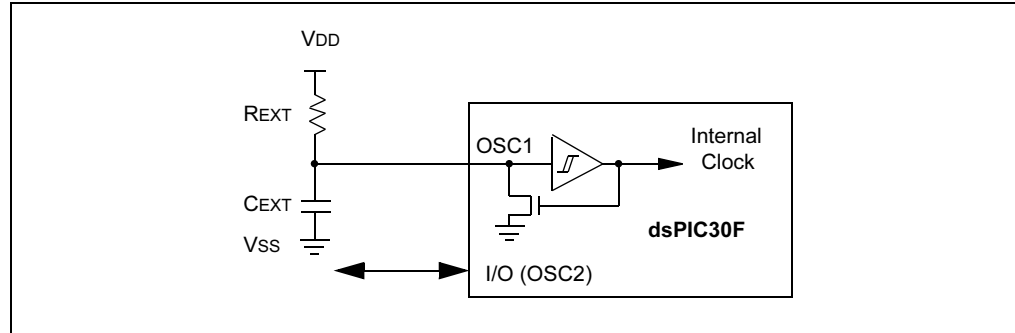 VDD
REXT
OSC1
Internal
Clock
CEXT
VSS
dsPIC30F
I/O (OSC2)